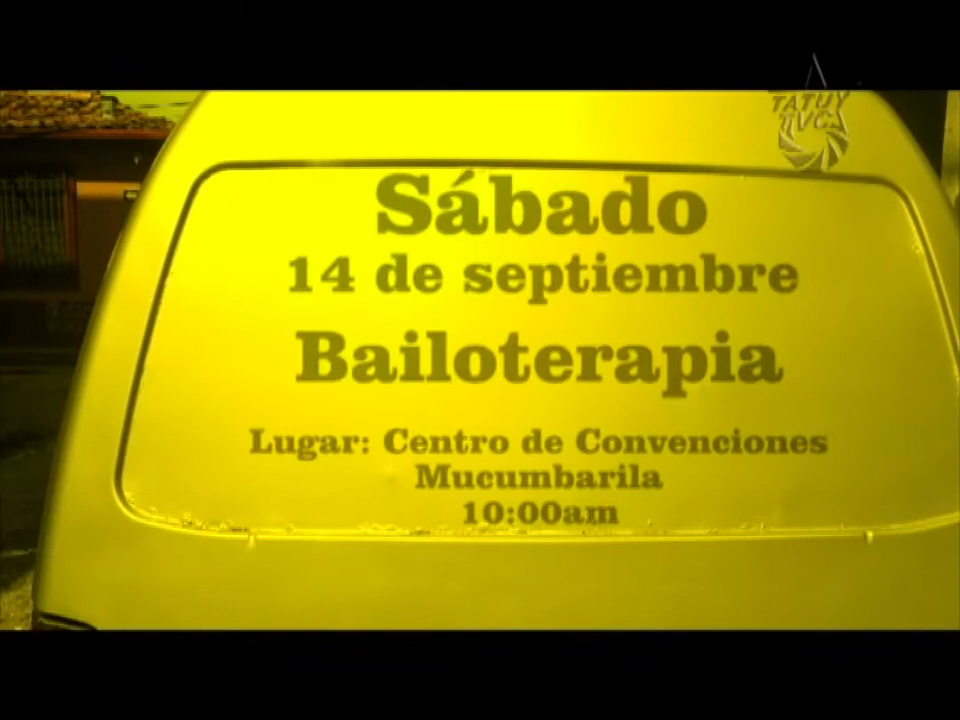 TATUY
TVC
Sábado
14 de septiembre
Bailoterapia
Lugar: Centro de Convenciones
Mucumbarila
10:00am